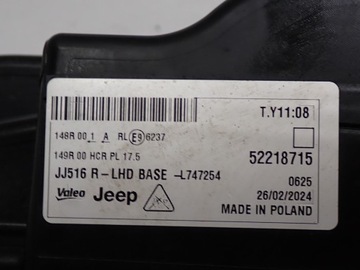 T.Y11:08
148R 00 1 A RL E9 6237
149R 00 HCR PL 17.5
52218715
JJ516 R-LHD BASE -L747254
0625
Valeo Jeep
26/02/2024
MADE IN POLAND